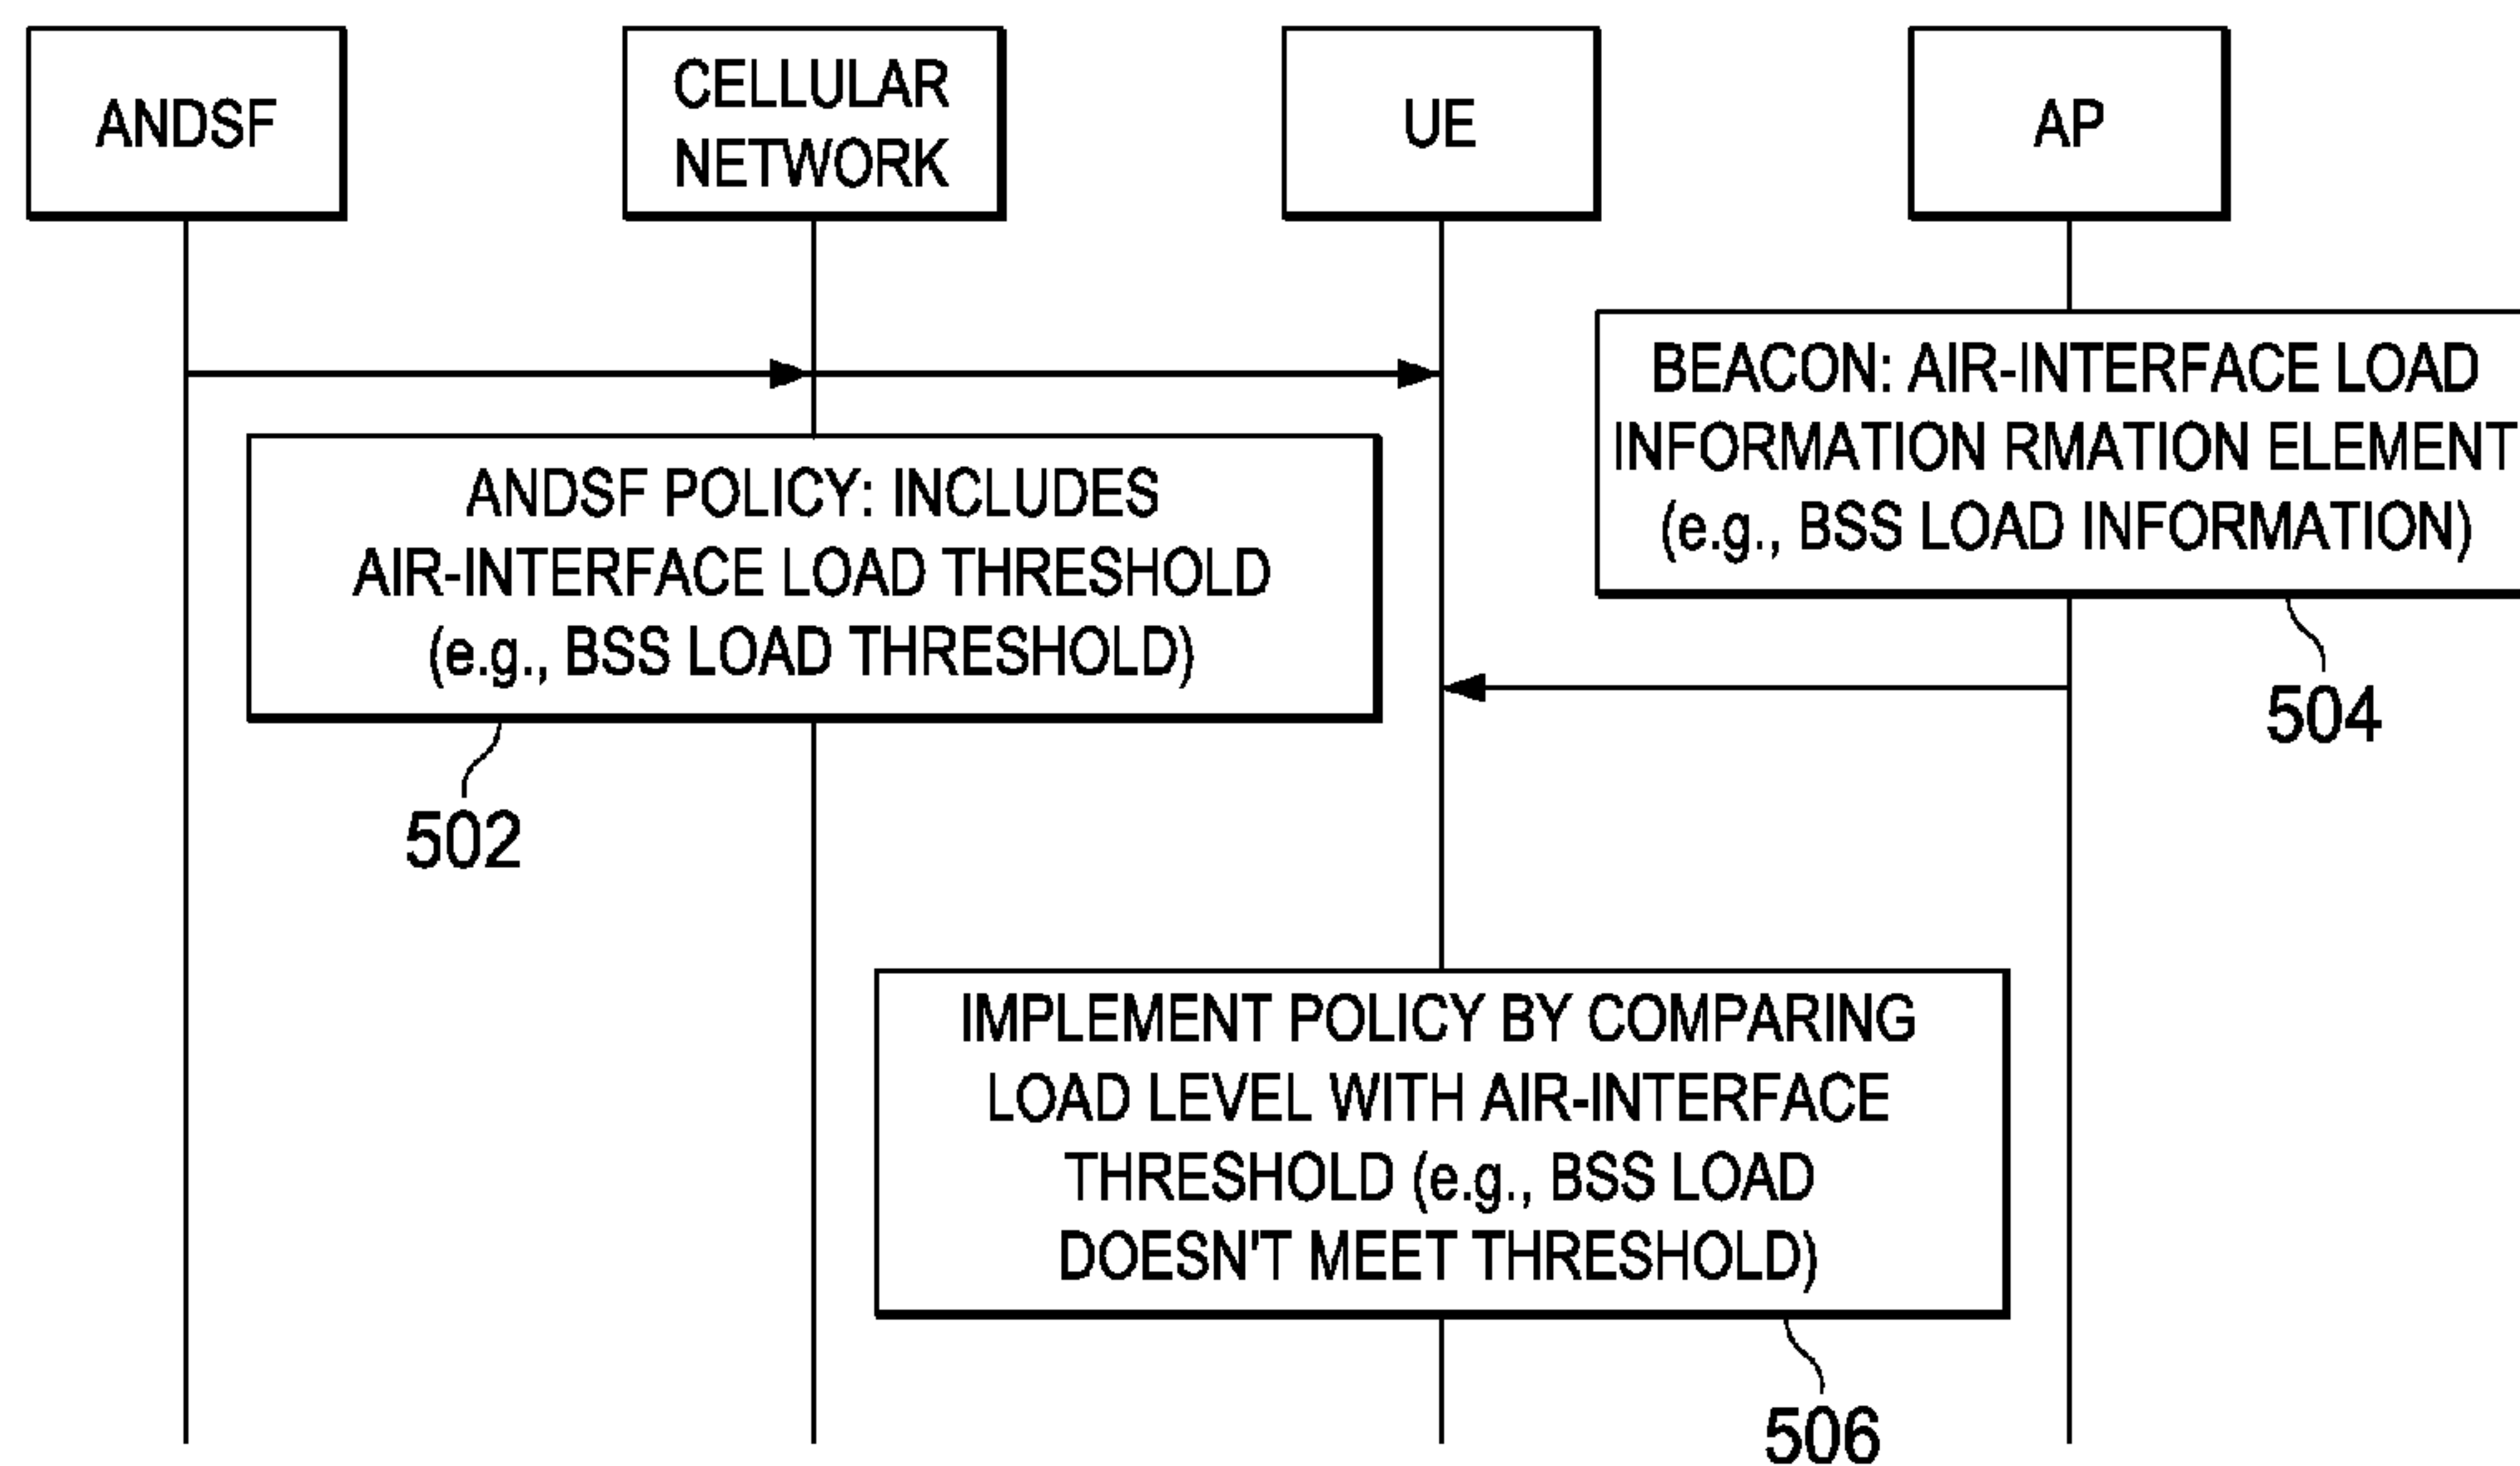 ANDSF
CELLULAR
NETWORK
UE
AP
BEACON: AIR-INTERFACE LOAD
INFORMATION RMATION ELEMENT
(e.g., BSS LOAD INFORMATION)
504
ANDSF POLICY: INCLUDES
AIR-INTERFACE LOAD THRESHOLD
(e.g., BSS LOAD THRESHOLD)
502
IMPLEMENT POLICY BY COMPARING
LOAD LEVEL WITH AIR-INTERFACE
THRESHOLD (e.g., BSS LOAD
DOESN'T MEET THRESHOLD)
506